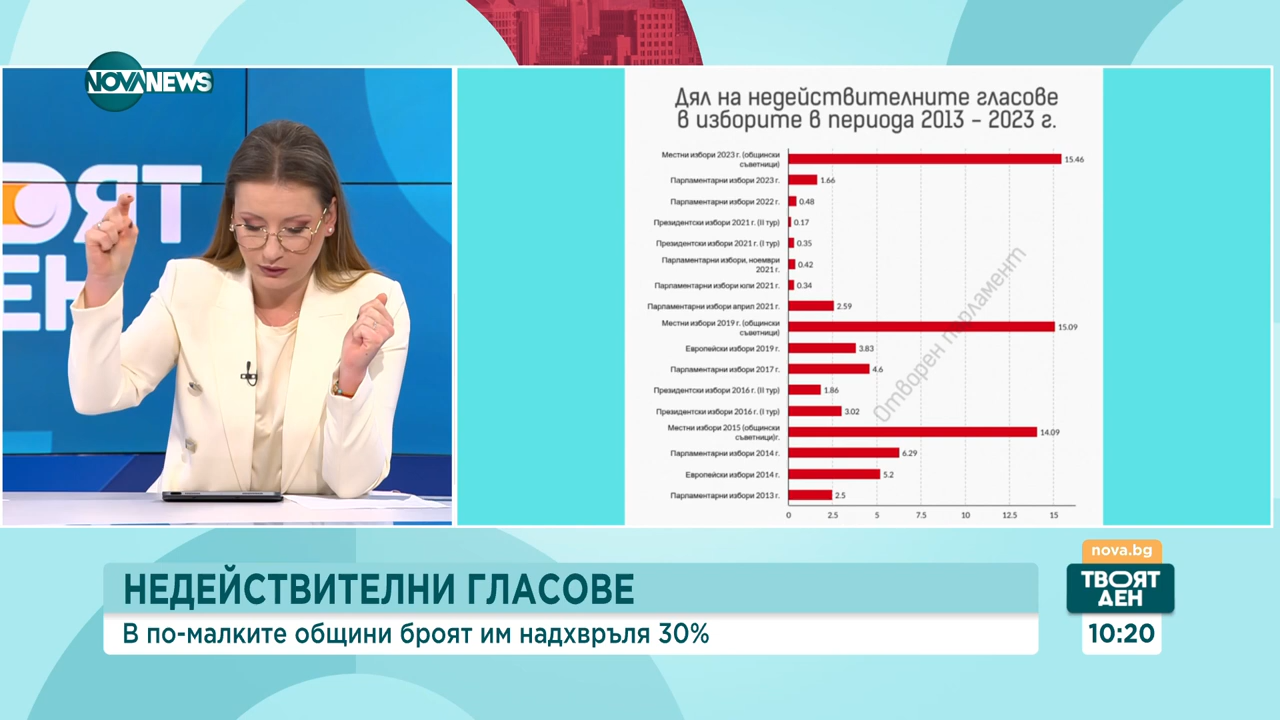 NOVANEWS
ОЯТ
ЕН
Дял на недействителните гласове
в изборите в периода 2013 - 2023 г.
Местни избори 2023 г. (общински
съветници)
15.46
Парламентарни избори 2023 г.
1.66
Парламентарни избори 2022 г.
0.48
Президентски избори 2021 г. (II тур)
0.17
Президентски избори 2021 г. (I тур)
0.35
Парламентарни избори, ноември
2021 г.
0.42
Парламентарни избори юли 2021 г.
0.34
Парламентарни избори април 2021 г.
2.59
Местни избори 2019 г. (общински
съветници)
15.09
Европейски избори 2019 г.
3.83
Парламентарни избори 2017 г.
4.6
Президентски избори 2016 г. (II тур)
1.86
Президентски избори 2016 г. (I тур)
3.02
Местни избори 2015 (общински
съветници)г.
14.09
Парламентарни избори 2014 г.
6.29
Европейски избори 2014 г.
5.2
Парламентарни избори 2013 г.
2.5
0 2.5 5 7.5 10 12.5 15
Отворен парламент
НЕДЕЙСТВИТЕЛНИ ГЛАСОВЕ
В по-малките общини броят им надхвръля 30%
nova.bg
ТВОЯТ
ДЕН
10:20